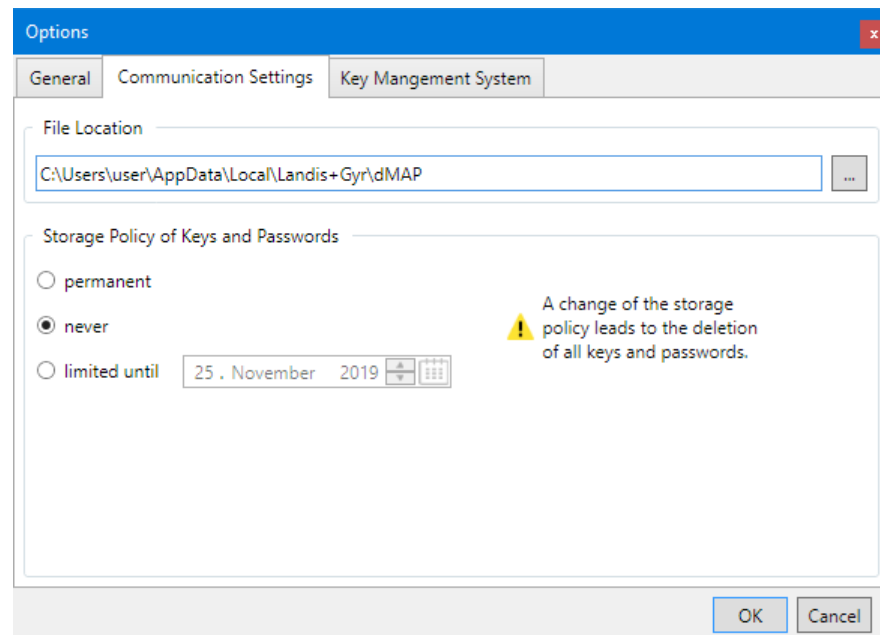 Options
x
General Communication Settings Key Mangement System
File Location
C:\Users\user\AppData\Local\Landis+Gyr\dMAP
...
Storage Policy of Keys and Passwords
permanent
never
limited until 25 . November 2019
A change of the storage
policy leads to the deletion
of all keys and passwords.
OK Cancel